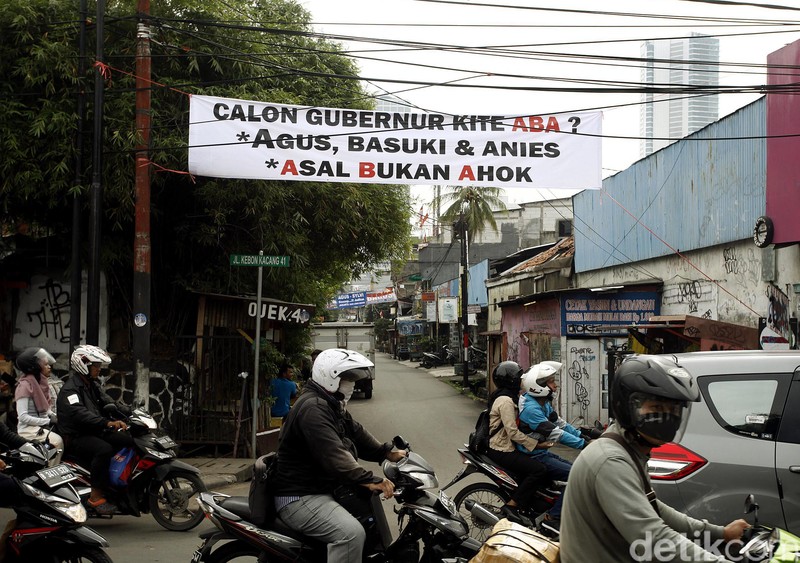 CALON GUBERNUR KITE ABA ?
*AGUS, BASUKI & ANIES
*ASAL BUKAN AHOK
JL. KEBON KACANG 41
OJEK
detikcom